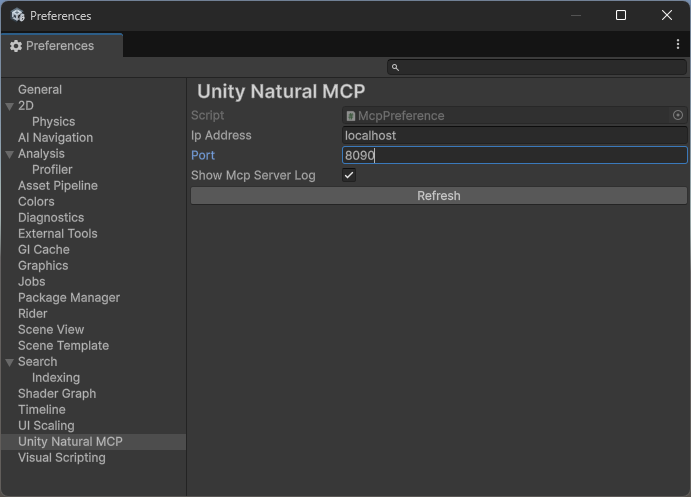 Preferences
Preferences
General
2D
Physics
AI Navigation
Analysis
Profiler
Asset Pipeline
Colors
Diagnostics
External Tools
GI Cache
Graphics
Jobs
Package Manager
Rider
Scene View
Scene Template
Search
Indexing
Shader Graph
Timeline
UI Scaling
Unity Natural MCP
Visual Scripting
Unity Natural MCP
Script McpPreference
Ip Address localhost
Port 8090
Show Mcp Server Log
Refresh